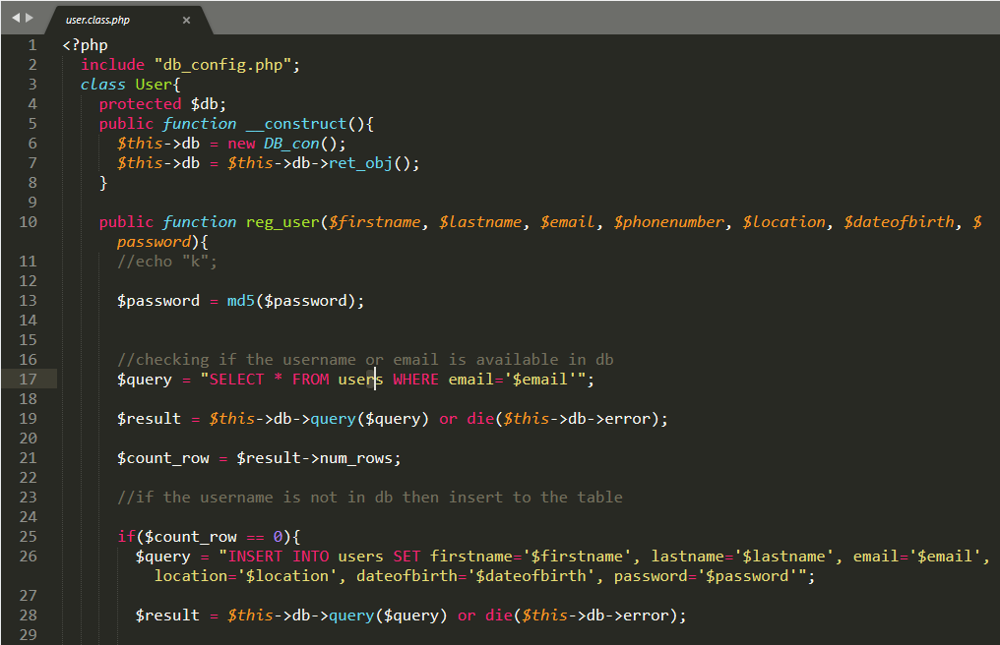 user.class.php ×
1 <?php
2 include "db_config.php";
3 class User{
4 protected $db;
5 public function __construct(){
6 $this->db = new DB_con();
7 $this->db = $this->db->ret_obj();
8 }
9
10 public function reg_user($firstname, $lastname, $email, $phonenumber, $location, $dateofbirth, $
password){
11 //echo "k";
12
13 $password = md5($password);
14
15
16 //checking if the username or email is available in db
17 $query = "SELECT * FROM users WHERE email='$email'";
18
19 $result = $this->db->query($query) or die($this->db->error);
20
21 $count_row = $result->num_rows;
22
23 //if the username is not in db then insert to the table
24
25 if($count_row == 0){
26 $query = "INSERT INTO users SET firstname='$firstname', lastname='$lastname', email='$email',
location='$location', dateofbirth='$dateofbirth', password='$password'";
27
28 $result = $this->db->query($query) or die($this->db->error);
29